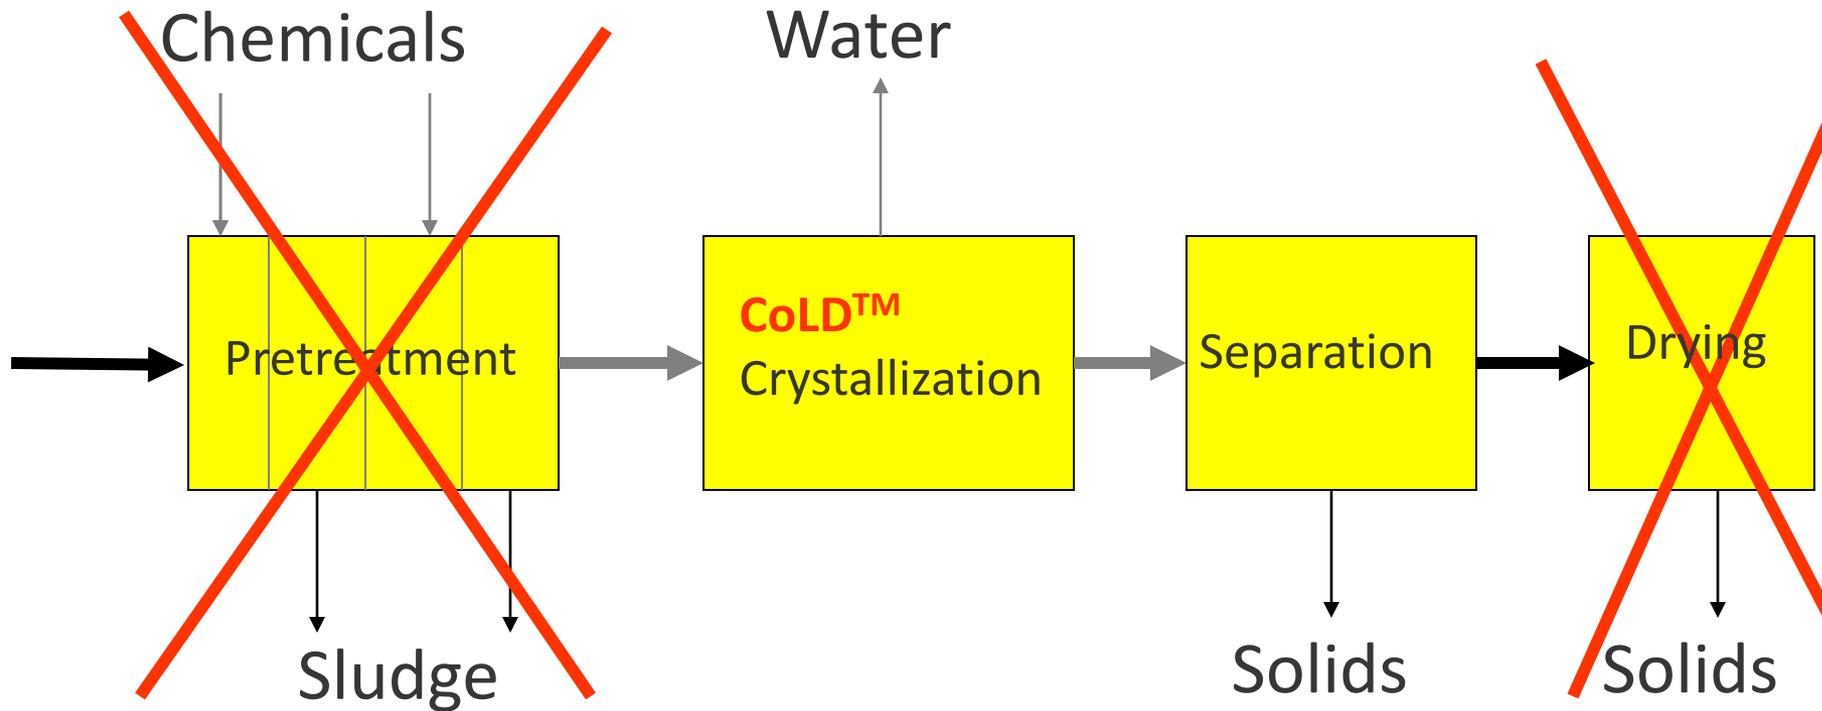 Chemicals
Water
Pretreatment
CoLD™
Crystallization
Separation
Drying
Sludge
Solids
Solids